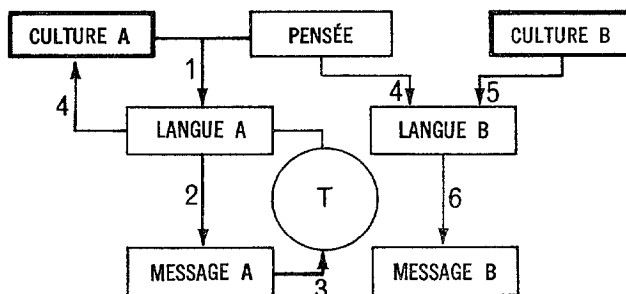 CULTURE A PENSÉE CULTURE B
1 4 4 5
LANGUE A LANGUE B
2 T 6
MESSAGE A 3 MESSAGE B